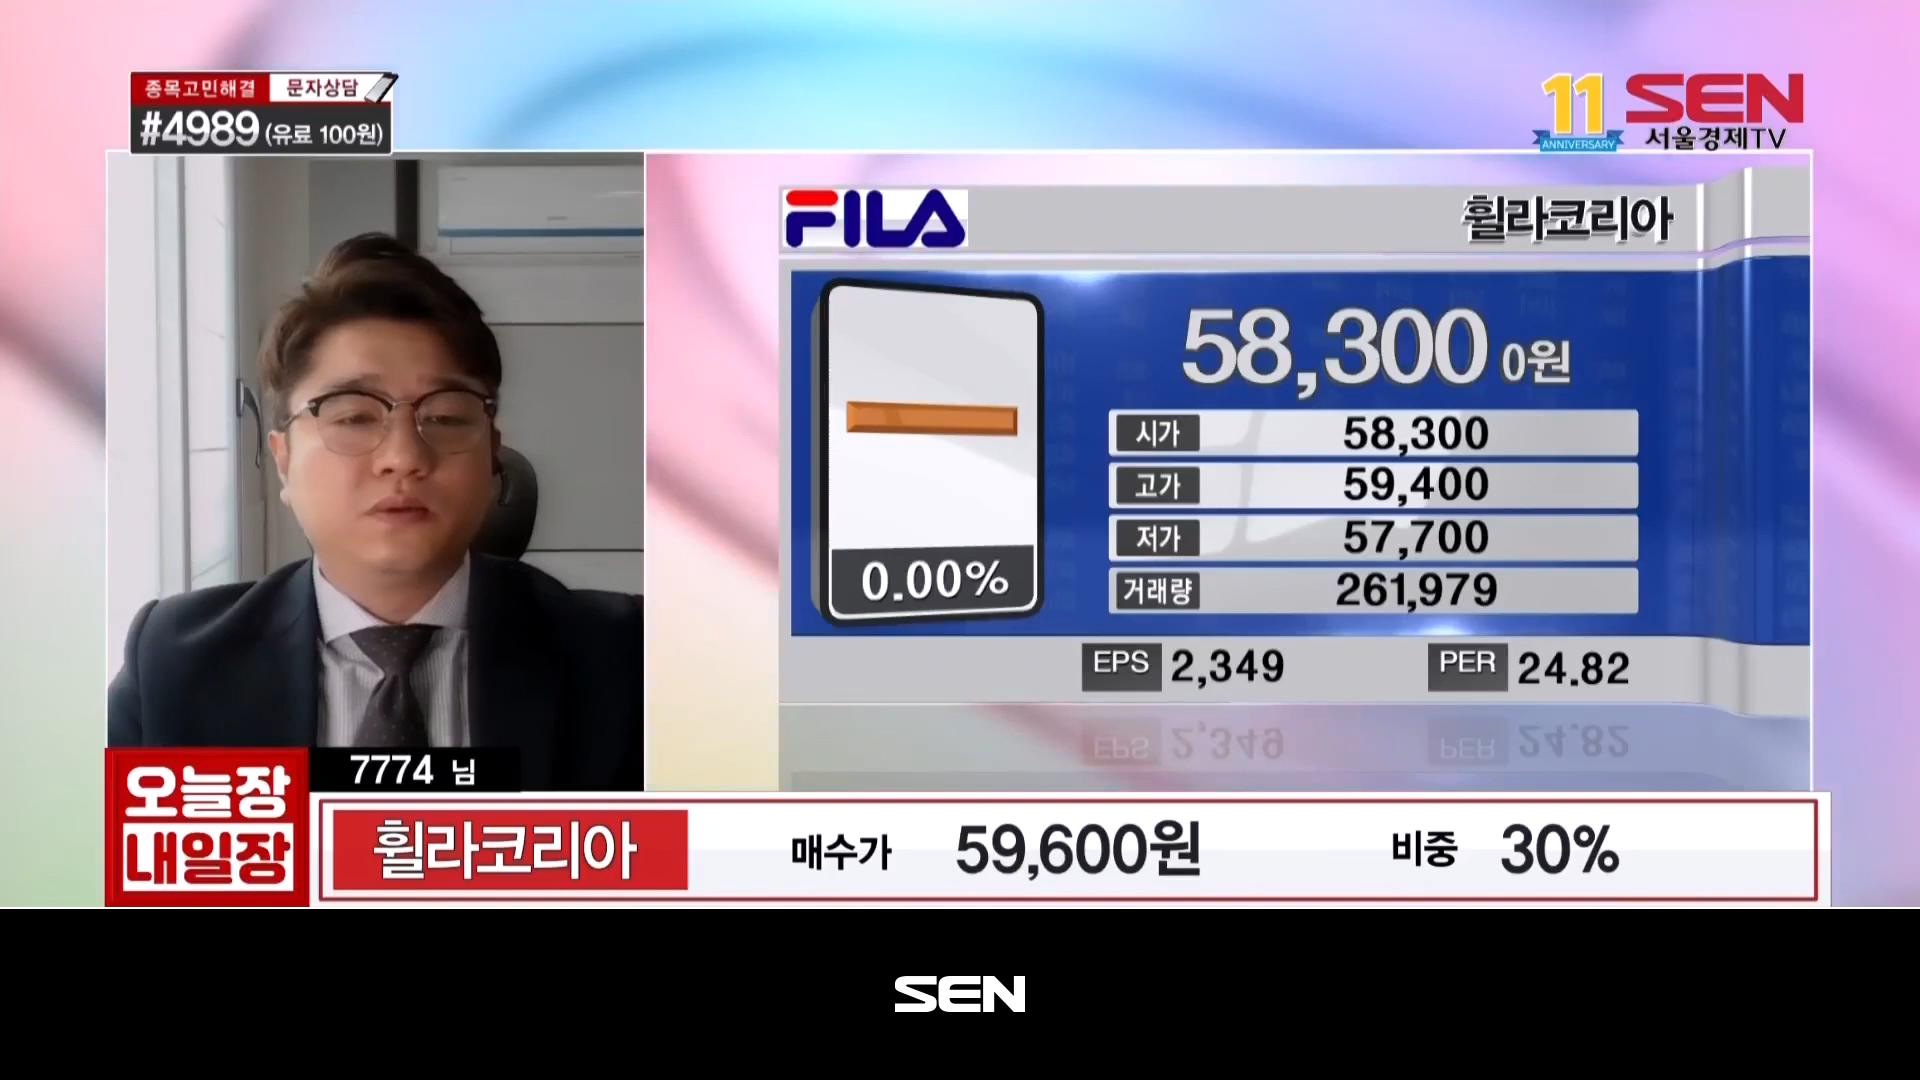 종목고민해결 문자상담
#4989 (유료 100원)
11 SEN
ANNIVERSARY 서울경제TV
FILA 휠라코리아
58,300 0원
시가 58,300
고가 59,400
저가 57,700
거래량 261,979
0.00%
EPS 2,349 PER 24.82
7774 님
오늘장
내일장
휠라코리아 매수가 59,600원 비중 30%
SEN